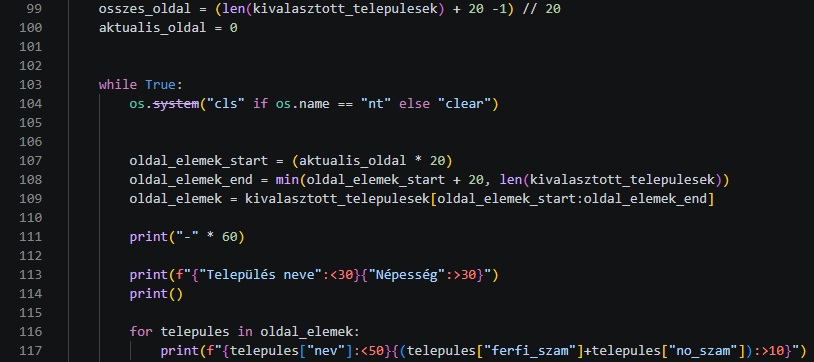 99 osszes_oldal = (len(kivalasztott_telepulesek) + 20 -1) // 20
100 aktualis_oldal = 0
101
102
103 while True:
104 os.system("cls" if os.name == "nt" else "clear")
105
106
107 oldal_elemek_start = (aktualis_oldal * 20)
108 oldal_elemek_end = min(oldal_elemek_start + 20, len(kivalasztott_telepulesek))
109 oldal_elemek = kivalasztott_telepulesek[oldal_elemek_start:oldal_elemek_end]
110
111 print("-" * 60)
112
113 print(f"{"Település neve":<30}{"Népesség":>30}")
114 print()
115
116 for telepules in oldal_elemek:
117 print(f"{telepules["nev"]:<50}{(telepules["ferfi_szam"]+telepules["no_szam"]):>10}")